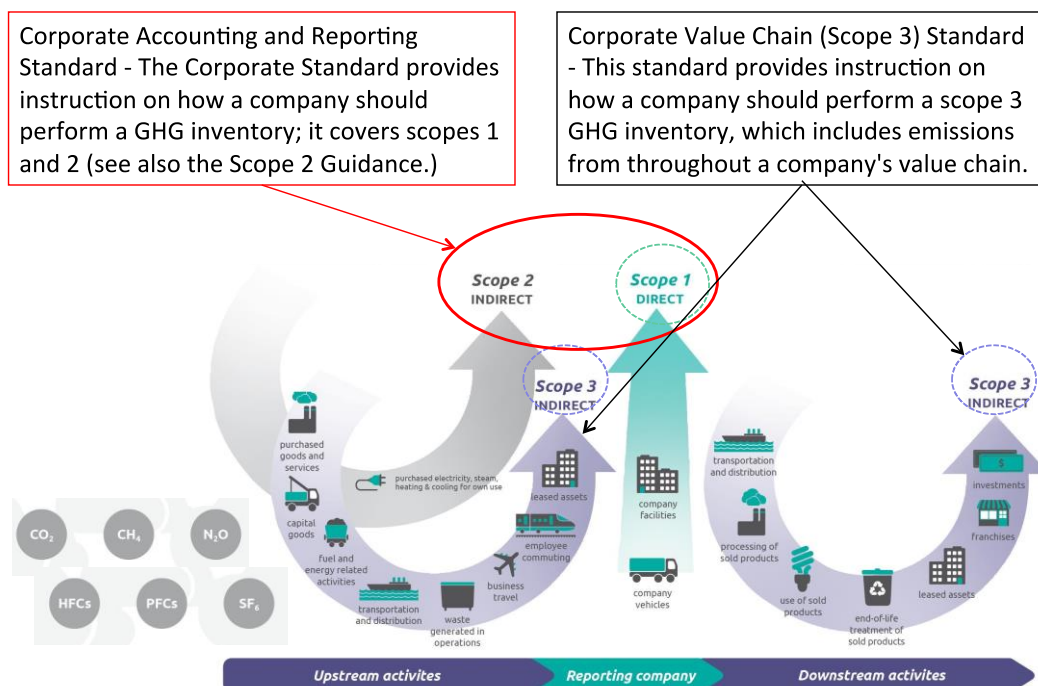 Corporate Accounting and Reporting
Standard - The Corporate Standard provides
instruction on how a company should
perform a GHG inventory; it covers scopes 1
and 2 (see also the Scope 2 Guidance.)
Corporate Value Chain (Scope 3) Standard
- This standard provides instruction on
how a company should perform a scope 3
GHG inventory, which includes emissions
from throughout a company's value chain.
Scope 2
INDIRECT
Scope 1
DIRECT
Scope 3
INDIRECT
Scope 3
INDIRECT
purchased
goods and
services
capital
goods
fuel and
energy related
activities
transportation
and distribution
waste
generated in
operations
business
travel
employee
commuting
leased assets
purchased electricity, steam,
heating & cooling for own use
company
facilities
company
vehicles
transportation
and distribution
processing of
sold products
use of sold
products
end-of-life
treatment of
sold products
leased assets
franchises
investments
$
CO₂
CH₄
N₂O
HFCs
PFCs
SF₆
Upstream activites
Reporting company
Downstream activites